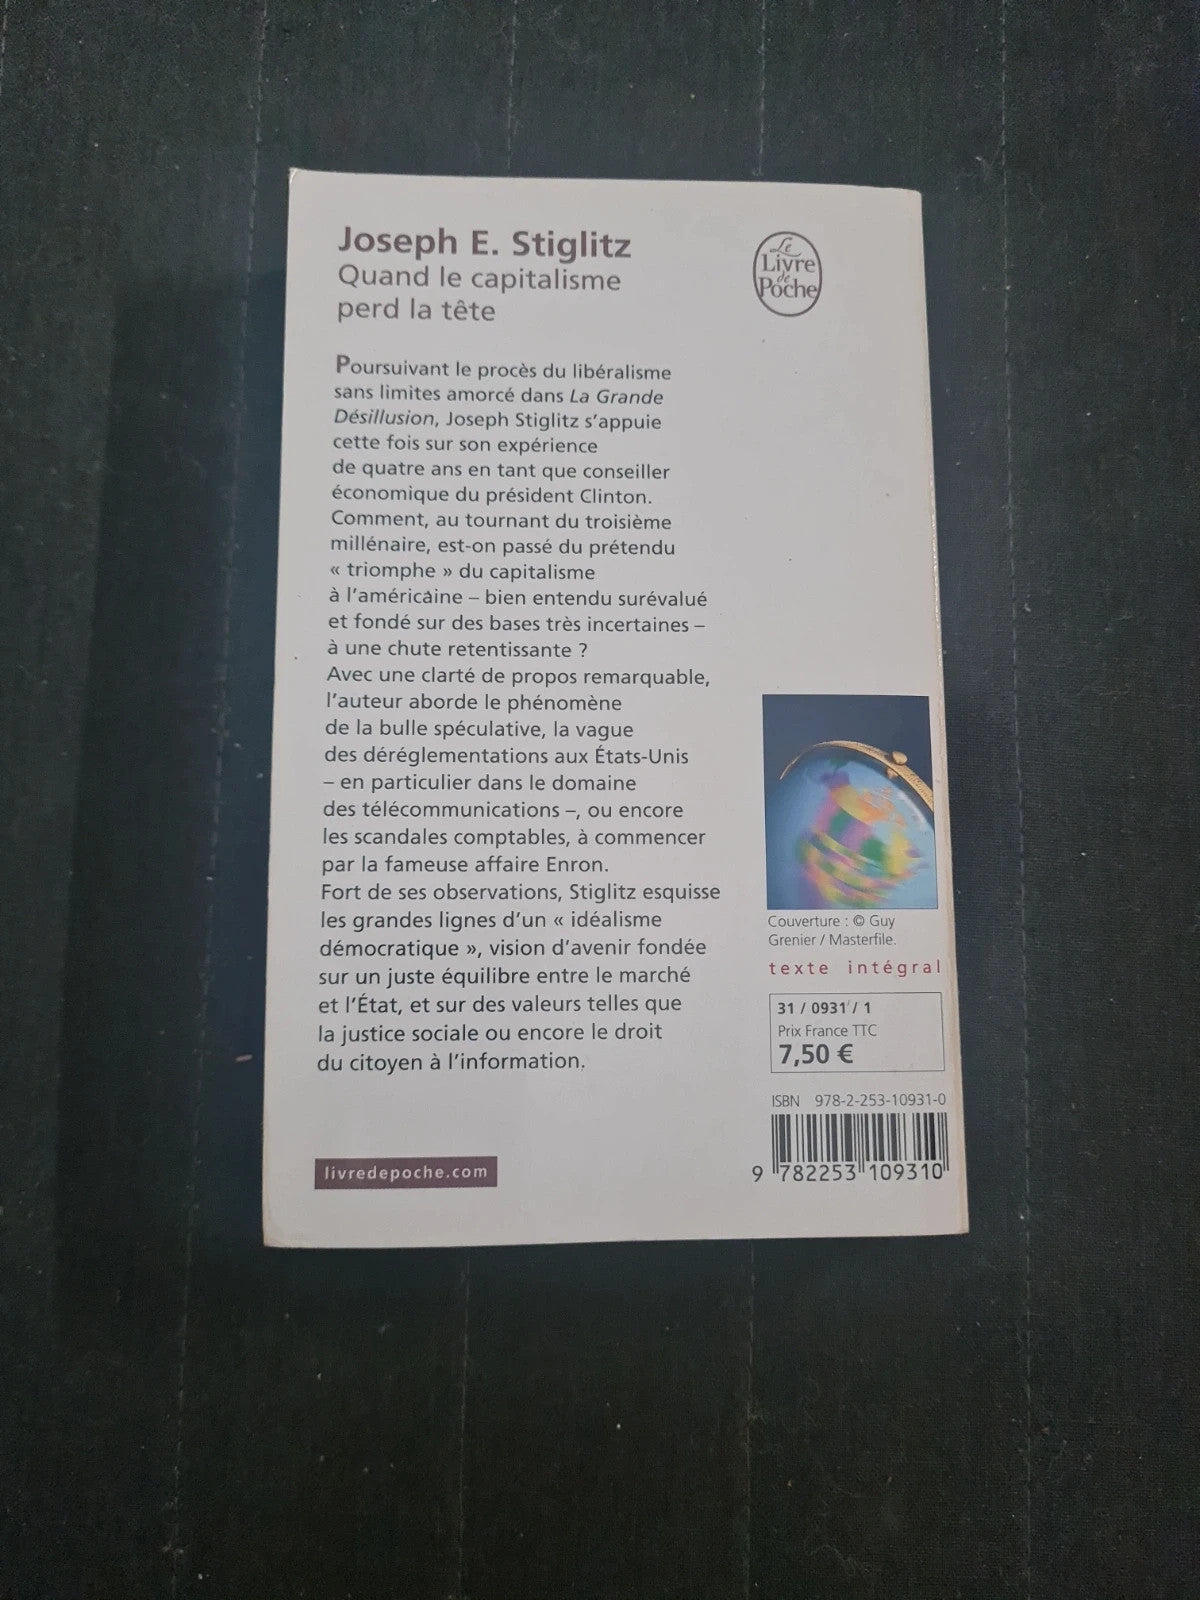 Joseph E. Stiglitz
Quand le capitalisme
perd la tête
Le
Livre
de
Poche
Poursuivant le procès du libéralisme
sans limites amorcé dans La Grande
Désillusion, Joseph Stiglitz s'appuie
cette fois sur son expérience
de quatre ans en tant que conseiller
économique du président Clinton.
Comment, au tournant du troisième
millénaire, est-on passé du prétendu
« triomphe » du capitalisme
à l'américaine – bien entendu surévalué
et fondé sur des bases très incertaines –
à une chute retentissante ?
Avec une clarté de propos remarquable,
l'auteur aborde le phénomène
de la bulle spéculative, la vague
des déréglementations aux États-Unis
– en particulier dans le domaine
des télécommunications –, ou encore
les scandales comptables, à commencer
par la fameuse affaire Enron.
Fort de ses observations, Stiglitz esquisse
les grandes lignes d'un « idéalisme
démocratique », vision d'avenir fondée
sur un juste équilibre entre le marché
et l'État, et sur des valeurs telles que
la justice sociale ou encore le droit
du citoyen à l'information.
livredepoche.com
Couverture : © Guy
Grenier / Masterfile.
texte intégral
31 / 0931 / 1
Prix France TTC
7,50 €
ISBN 978-2-253-10931-0
9 782253 109310